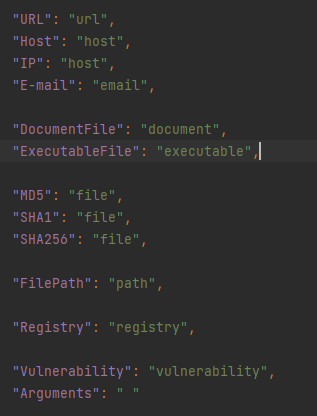 "URL": "url",
"Host": "host",
"IP": "host",
"E-mail": "email",
"DocumentFile": "document",
"ExecutableFile": "executable",
"MD5": "file",
"SHA1": "file",
"SHA256": "file",
"FilePath": "path",
"Registry": "registry",
"Vulnerability": "vulnerability",
"Arguments": " "